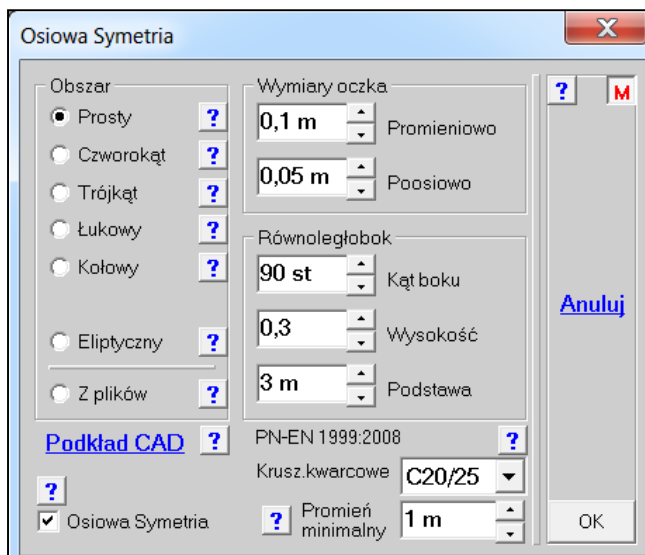 Osiowa Symetria
Obszar
Prosty ?
Czworokąt ?
Trójkąt ?
Łukowy ?
Kołowy ?
Eliptyczny ?
Z plików ?
Podkład CAD ?
?
Osiowa Symetria
Wymiary oczka
0,1 m Promieniowo
0,05 m Poosiowo
Równoległobok
90 st Kąt boku
0,3 Wysokość
3 m Podstawa
PN-EN 1999:2008 ?
Krusz.kwarcowe C20/25
? Promień
minimalny 1 m
? M
Anuluj
OK